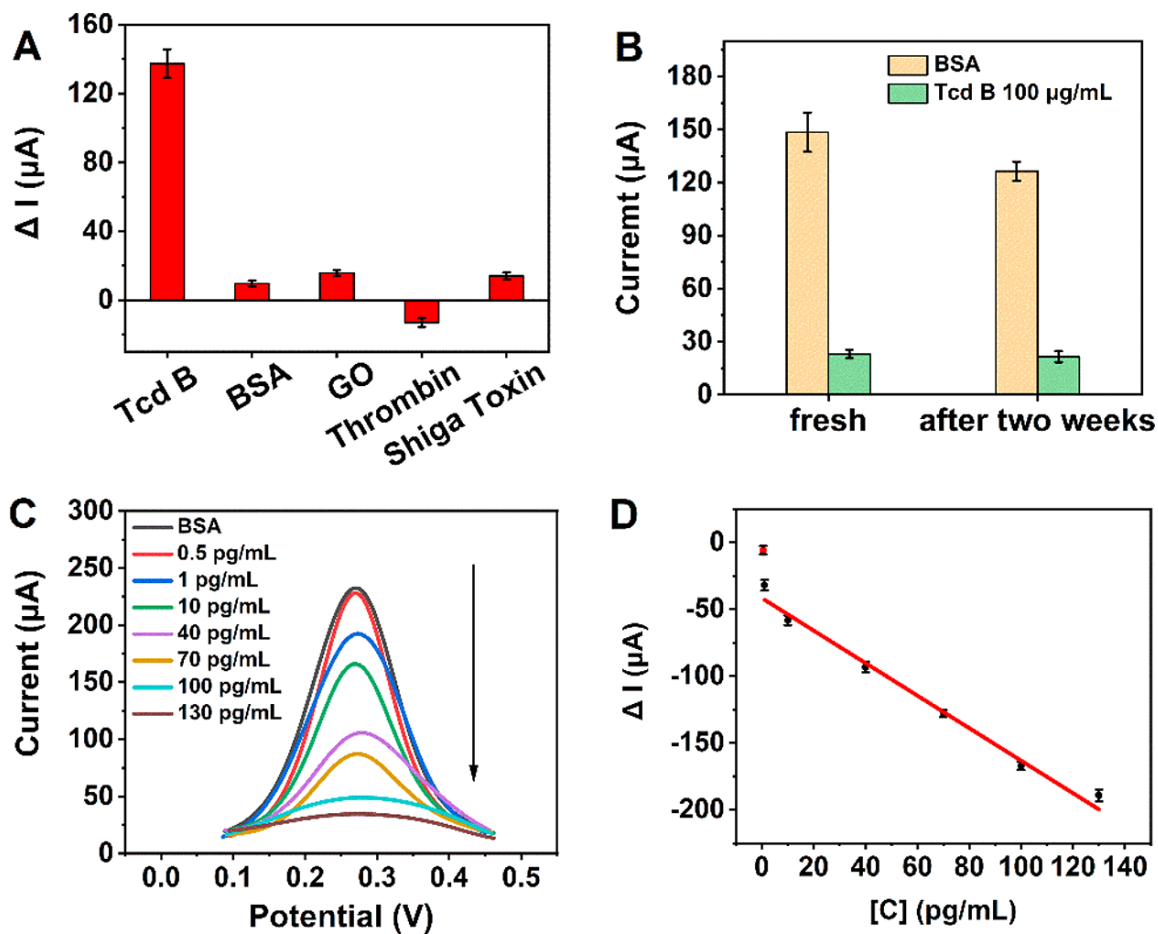 A
Δ I (µA)
160
120
80
40
0
Tcd B
BSA
GO
Thrombin
Shiga Toxin
B
Curremt (µA)
180
150
120
90
60
30
0
BSA
Tcd B 100 µg/mL
fresh
after two weeks
C
Current (µA)
300
250
200
150
100
50
0
BSA
0.5 pg/mL
1 pg/mL
10 pg/mL
40 pg/mL
70 pg/mL
100 pg/mL
130 pg/mL
0.0 0.1 0.2 0.3 0.4 0.5
Potential (V)
D
Δ I (µA)
0
-50
-100
-150
-200
0 20 40 60 80 100 120 140
[C] (pg/mL)